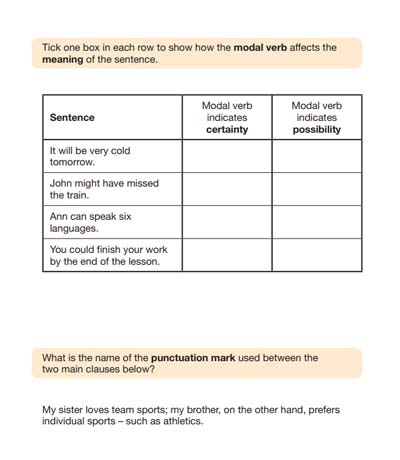 Tick one box in each row to show how the modal verb affects the
meaning of the sentence.
Sentence
Modal verb
indicates
certainty
Modal verb
indicates
possibility
It will be very cold
tomorrow.
John might have missed
the train.
Ann can speak six
languages.
You could finish your work
by the end of the lesson.
What is the name of the punctuation mark used between the
two main clauses below?
My sister loves team sports; my brother, on the other hand, prefers
individual sports – such as athletics.